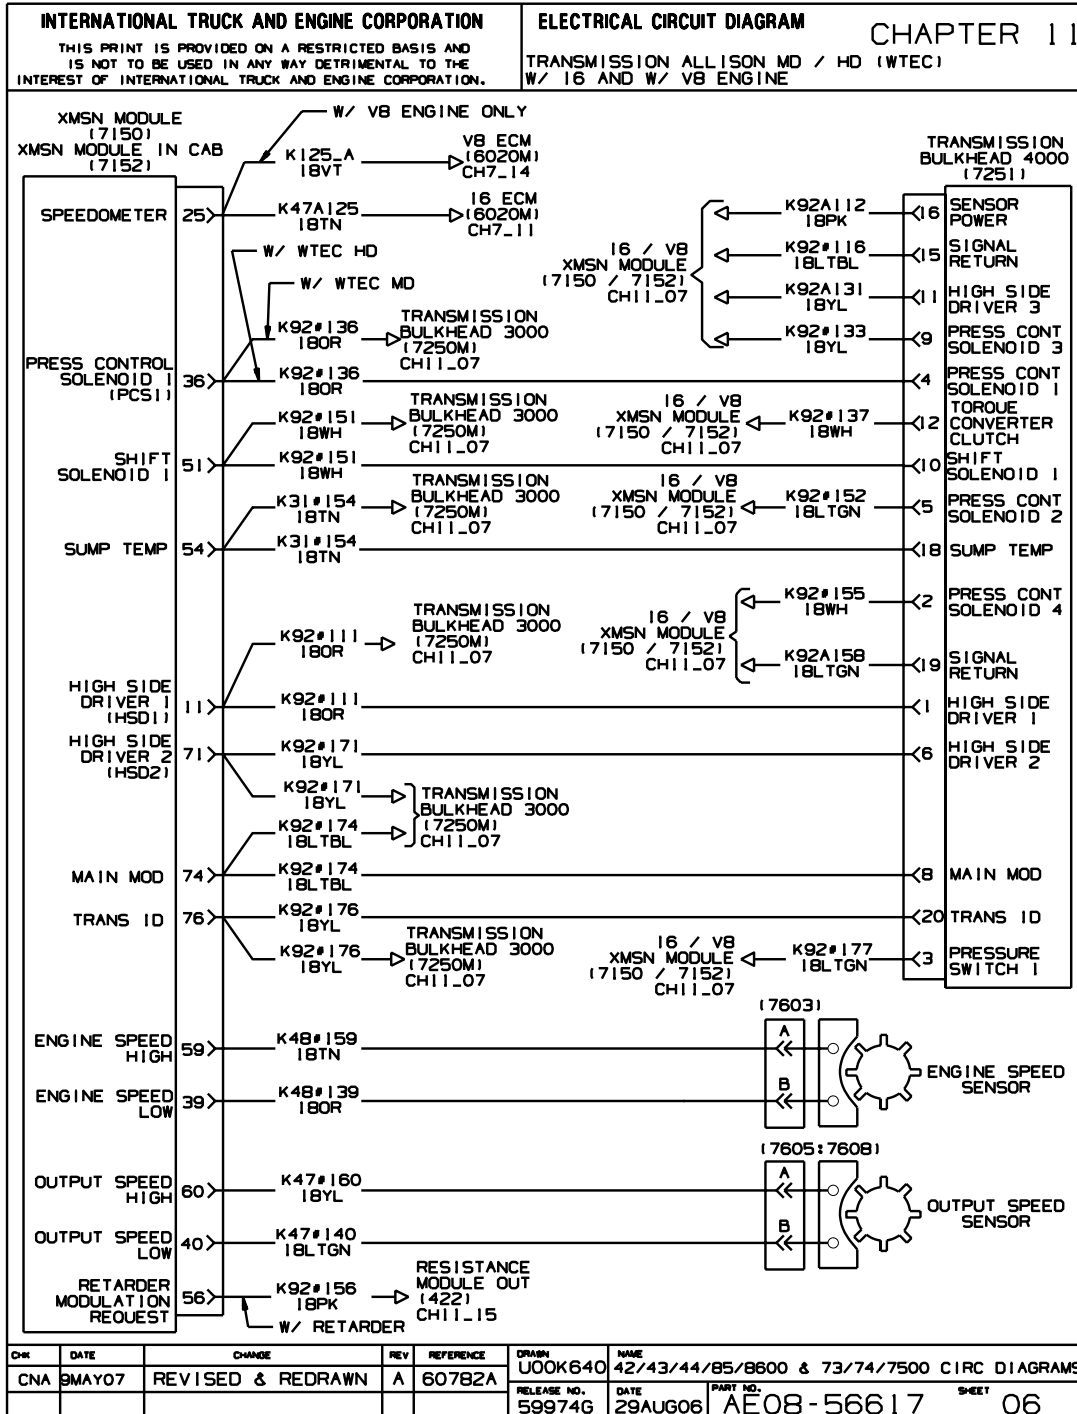 INTERNATIONAL TRUCK AND ENGINE CORPORATION
THIS PRINT IS PROVIDED ON A RESTRICTED BASIS AND
IS NOT TO BE USED IN ANY WAY DETRIMENTAL TO THE
INTEREST OF INTERNATIONAL TRUCK AND ENGINE CORPORATION.
ELECTRICAL CIRCUIT DIAGRAM
CHAPTER 11
TRANSMISSION ALLISON MD / HD (WTEC)
W/ I6 AND W/ V8 ENGINE
XMSN MODULE
(7150)
XMSN MODULE IN CAB
(7152)
W/ V8 ENGINE ONLY
K125_A
18VT
V8 ECM
(6020M)
CH7_14
SPEEDOMETER 25
K47A125
18TN
I6 ECM
(6020M)
CH7_11
W/ WTEC HD
W/ WTEC MD
K92#136
18OR
TRANSMISSION
BULKHEAD 3000
(7250M)
CH11_07
PRESS CONTROL
SOLENOID 1
(PCS1)
36
K92#136
18OR
K92#151
18WH
TRANSMISSION
BULKHEAD 3000
(7250M)
CH11_07
SHIFT
SOLENOID 1
51
K92#151
18WH
K31#154
18TN
TRANSMISSION
BULKHEAD 3000
(7250M)
CH11_07
SUMP TEMP 54
K31#154
18TN
K92#111
18OR
TRANSMISSION
BULKHEAD 3000
(7250M)
CH11_07
HIGH SIDE
DRIVER 1
(HSD1)
11
K92#111
18OR
HIGH SIDE
DRIVER 2
(HSD2)
71
K92#171
18YL
K92#171
18YL
K92#174
18LTBL
TRANSMISSION
BULKHEAD 3000
(7250M)
CH11_07
MAIN MOD 74
K92#174
18LTBL
TRANS ID 76
K92#176
18YL
K92#176
18YL
TRANSMISSION
BULKHEAD 3000
(7250M)
CH11_07
ENGINE SPEED
HIGH
59
K48#159
18TN
ENGINE SPEED
LOW
39
K48#139
18OR
OUTPUT SPEED
HIGH
60
K47#160
18YL
OUTPUT SPEED
LOW
40
K47#140
18LTGN
RETARDER
MODULATION
REQUEST
56
K92#156
18PK
RESISTANCE
MODULE OUT
(422)
CH11_15
W/ RETARDER
TRANSMISSION
BULKHEAD 4000
(7251)
I6 / V8
XMSN MODULE
(7150 / 7152)
CH11_07
K92A112
18PK
16 SENSOR
POWER
K92#116
18LTBL
15 SIGNAL
RETURN
K92A131
18YL
11 HIGH SIDE
DRIVER 3
K92#133
18YL
9 PRESS CONT
SOLENOID 3
4 PRESS CONT
SOLENOID 1
I6 / V8
XMSN MODULE
(7150 / 7152)
CH11_07
K92#137
18WH
12 TORQUE
CONVERTER
CLUTCH
10 SHIFT
SOLENOID 1
I6 / V8
XMSN MODULE
(7150 / 7152)
CH11_07
K92#152
18LTGN
5 PRESS CONT
SOLENOID 2
18 SUMP TEMP
I6 / V8
XMSN MODULE
(7150 / 7152)
CH11_07
K92#155
18WH
2 PRESS CONT
SOLENOID 4
K92A158
18LTGN
19 SIGNAL
RETURN
1 HIGH SIDE
DRIVER 1
6 HIGH SIDE
DRIVER 2
8 MAIN MOD
20 TRANS ID
I6 / V8
XMSN MODULE
(7150 / 7152)
CH11_07
K92#177
18LTGN
3 PRESSURE
SWITCH 1
(7603)
A
B
ENGINE SPEED
SENSOR
(7605:7608)
A
B
OUTPUT SPEED
SENSOR
CHK DATE CHANGE REV REFERENCE
CNA 9MAY07 REVISED & REDRAWN A 60782A
DRAWN
U00K640
NAME
42/43/44/85/8600 & 73/74/7500 CIRC DIAGRAMS
RELEASE NO.
59974G
DATE
29AUG06
PART NO.
AE08-56617
SHEET
06